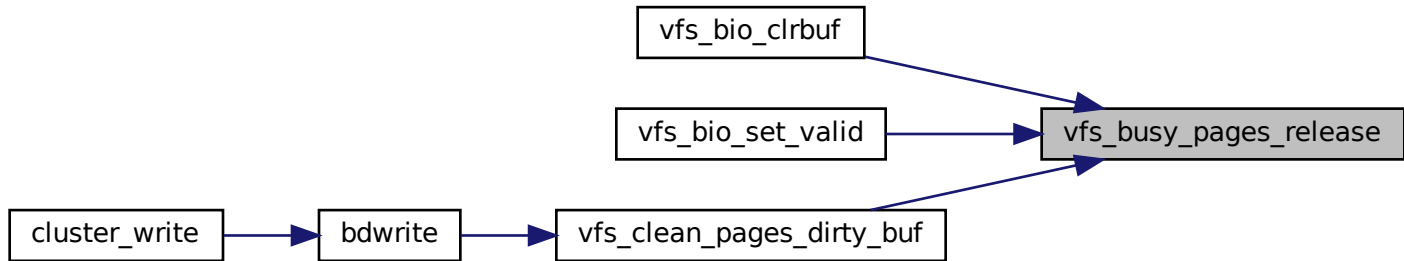 vfs_bio_clrbuf
vfs_bio_set_valid
vfs_busy_pages_release
cluster_write
bdwrite
vfs_clean_pages_dirty_buf